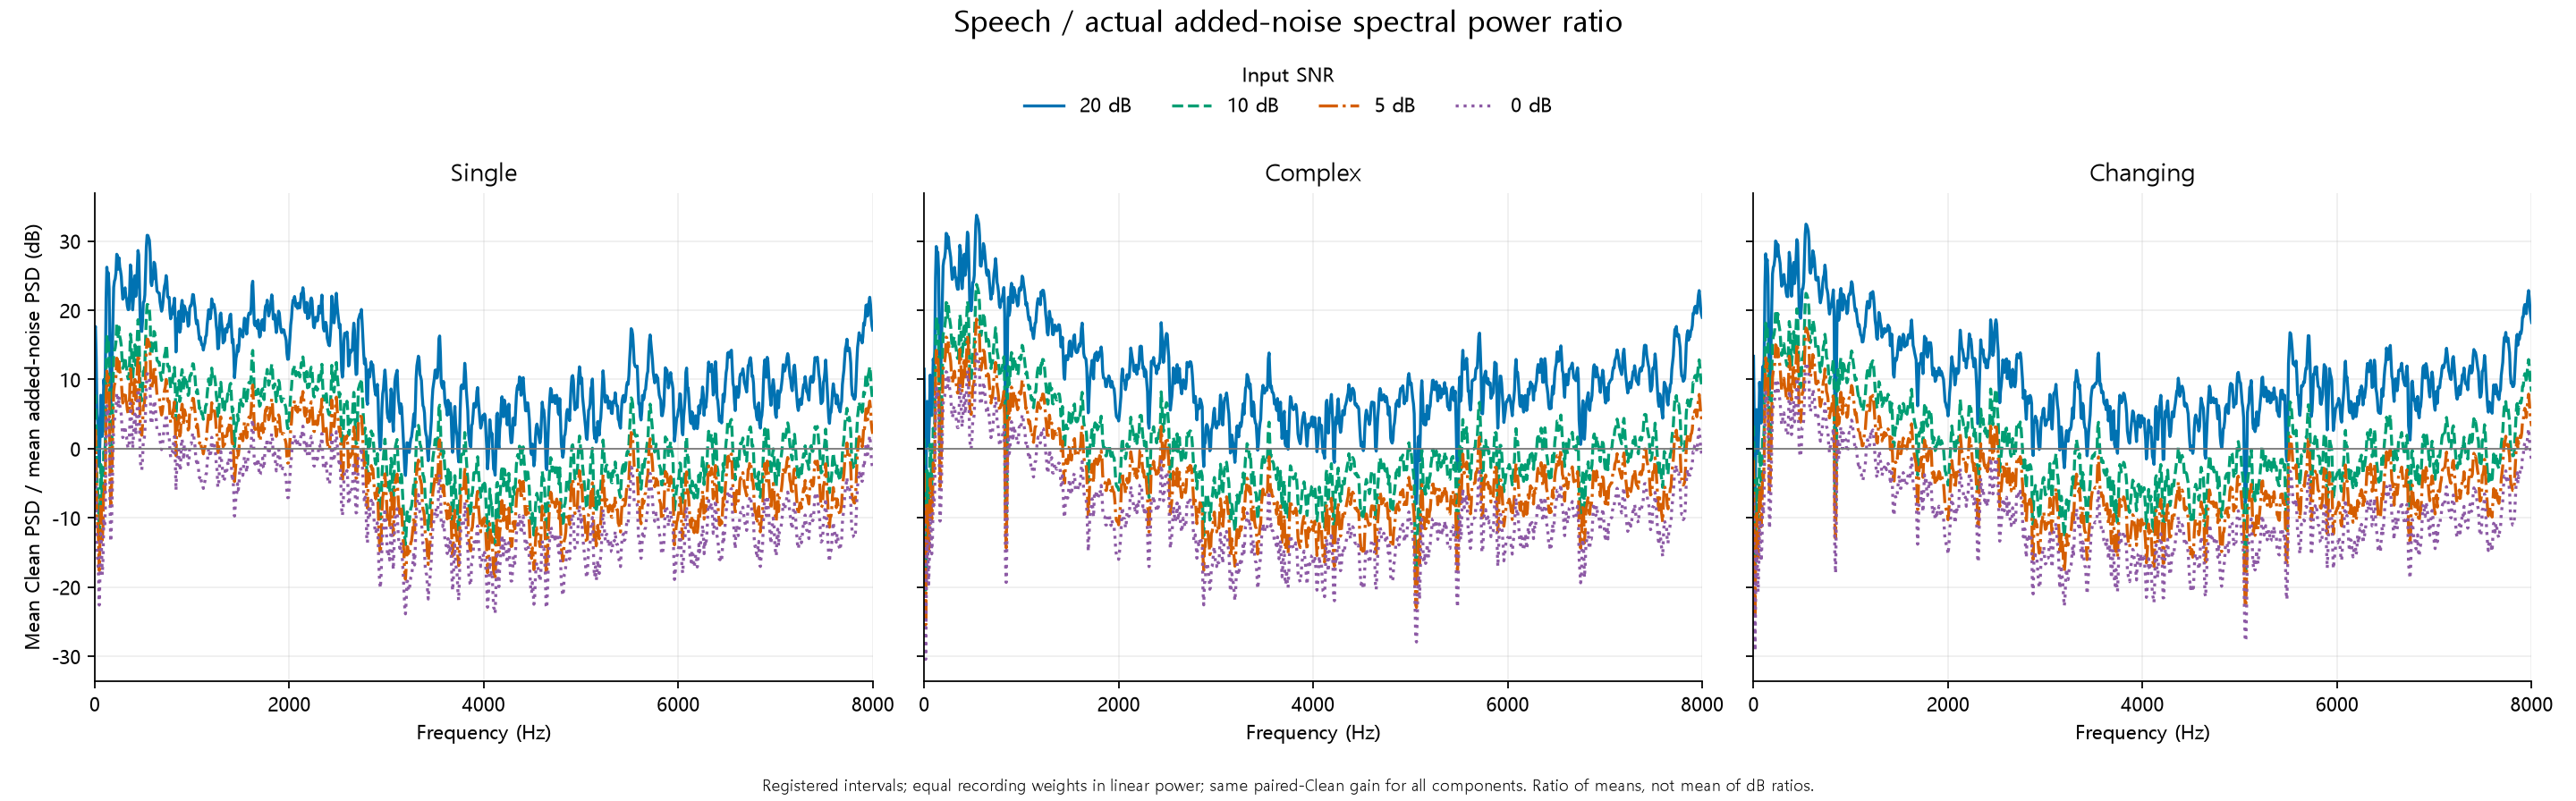 Speech / actual added-noise spectral power ratio
Input SNR
20 dB 10 dB 5 dB 0 dB
Single Complex Changing
Mean Clean PSD / mean added-noise PSD (dB)
30
20
10
0
-10
-20
-30
0 2000 4000 6000 8000 0 2000 4000 6000 8000 0 2000 4000 6000 8000
Frequency (Hz) Frequency (Hz) Frequency (Hz)
Registered intervals; equal recording weights in linear power; same paired-Clean gain for all components. Ratio of means, not mean of dB ratios.